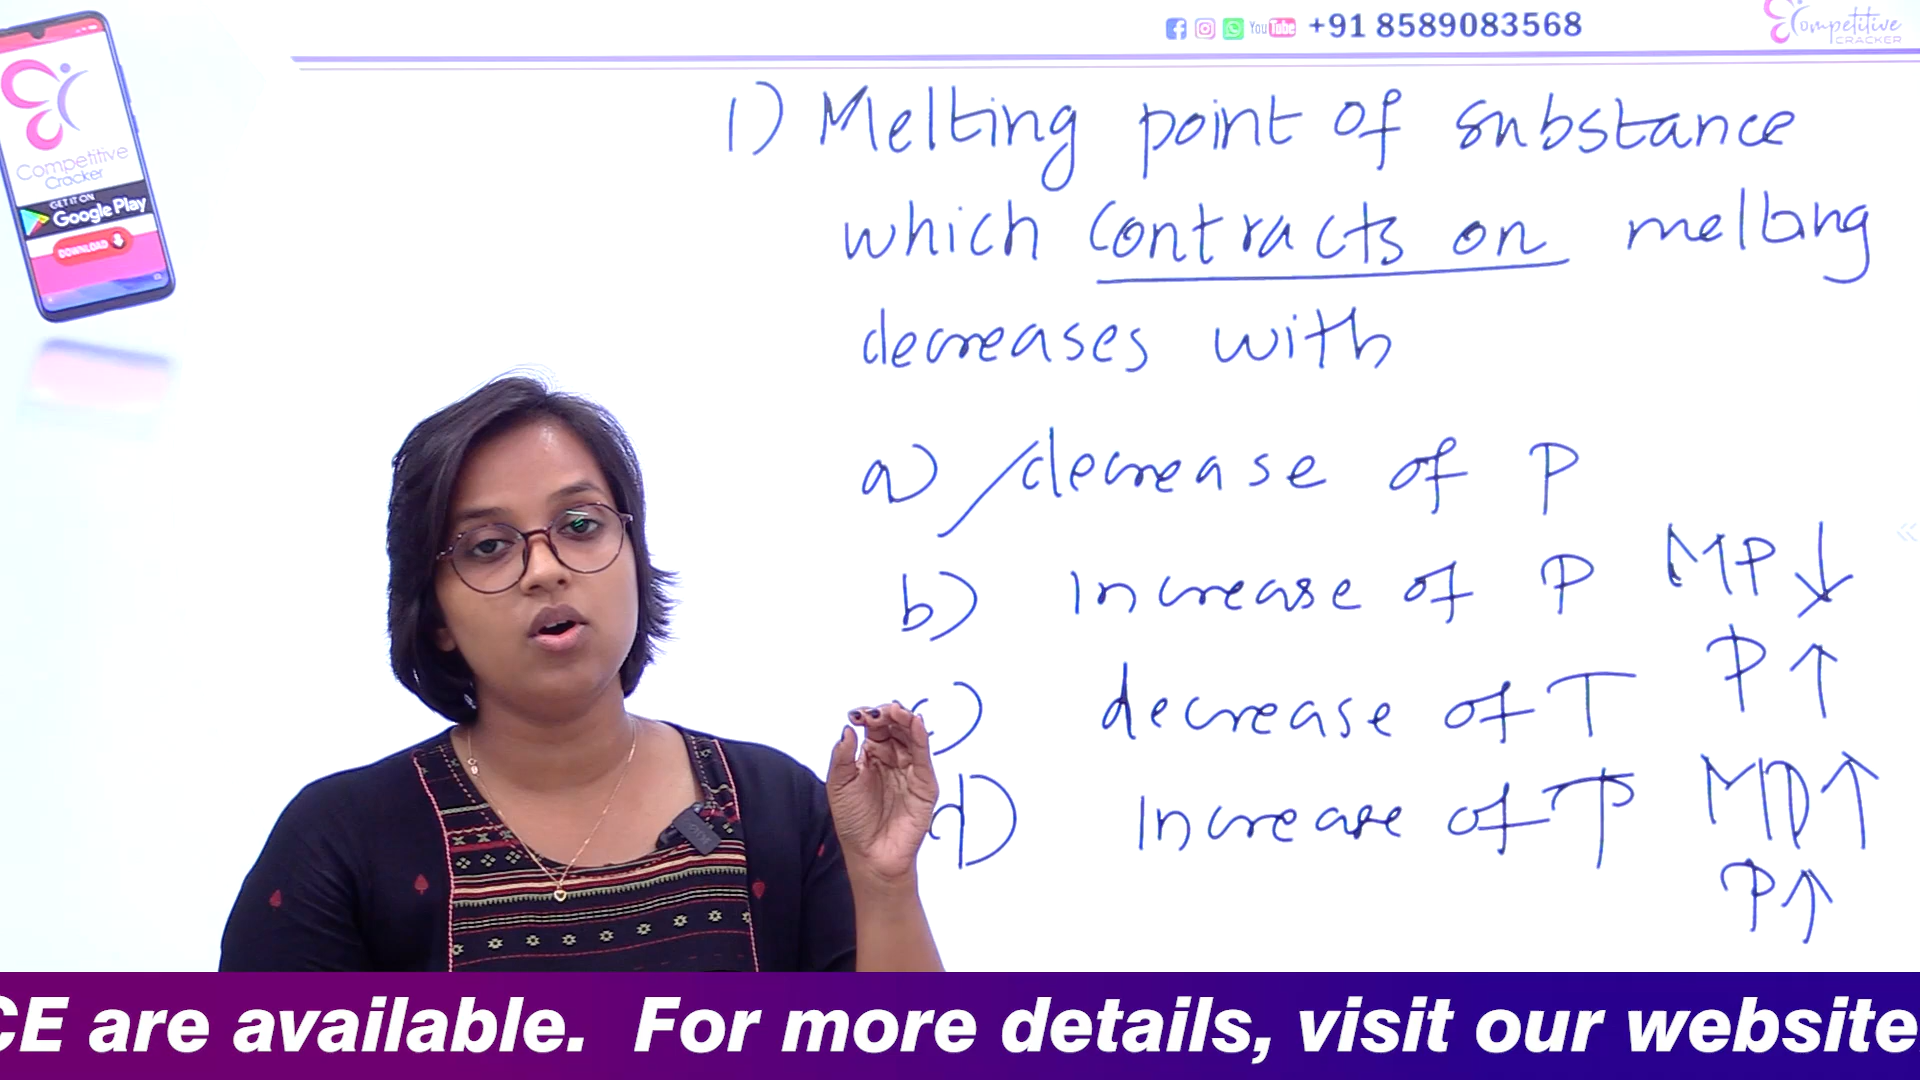 You Tube +91 8589083568
Competitive
CRACKER
Competitive
Cracker
GET IT ON
Google Play
DOWNLOAD
1) Melting point of substance
which contracts on melting
decreases with
a) decrease of P
b) increase of P
MP ↓
P ↑
c) decrease of T
d) increase of T
MP ↑
P ↑
CE are available. For more details, visit our website